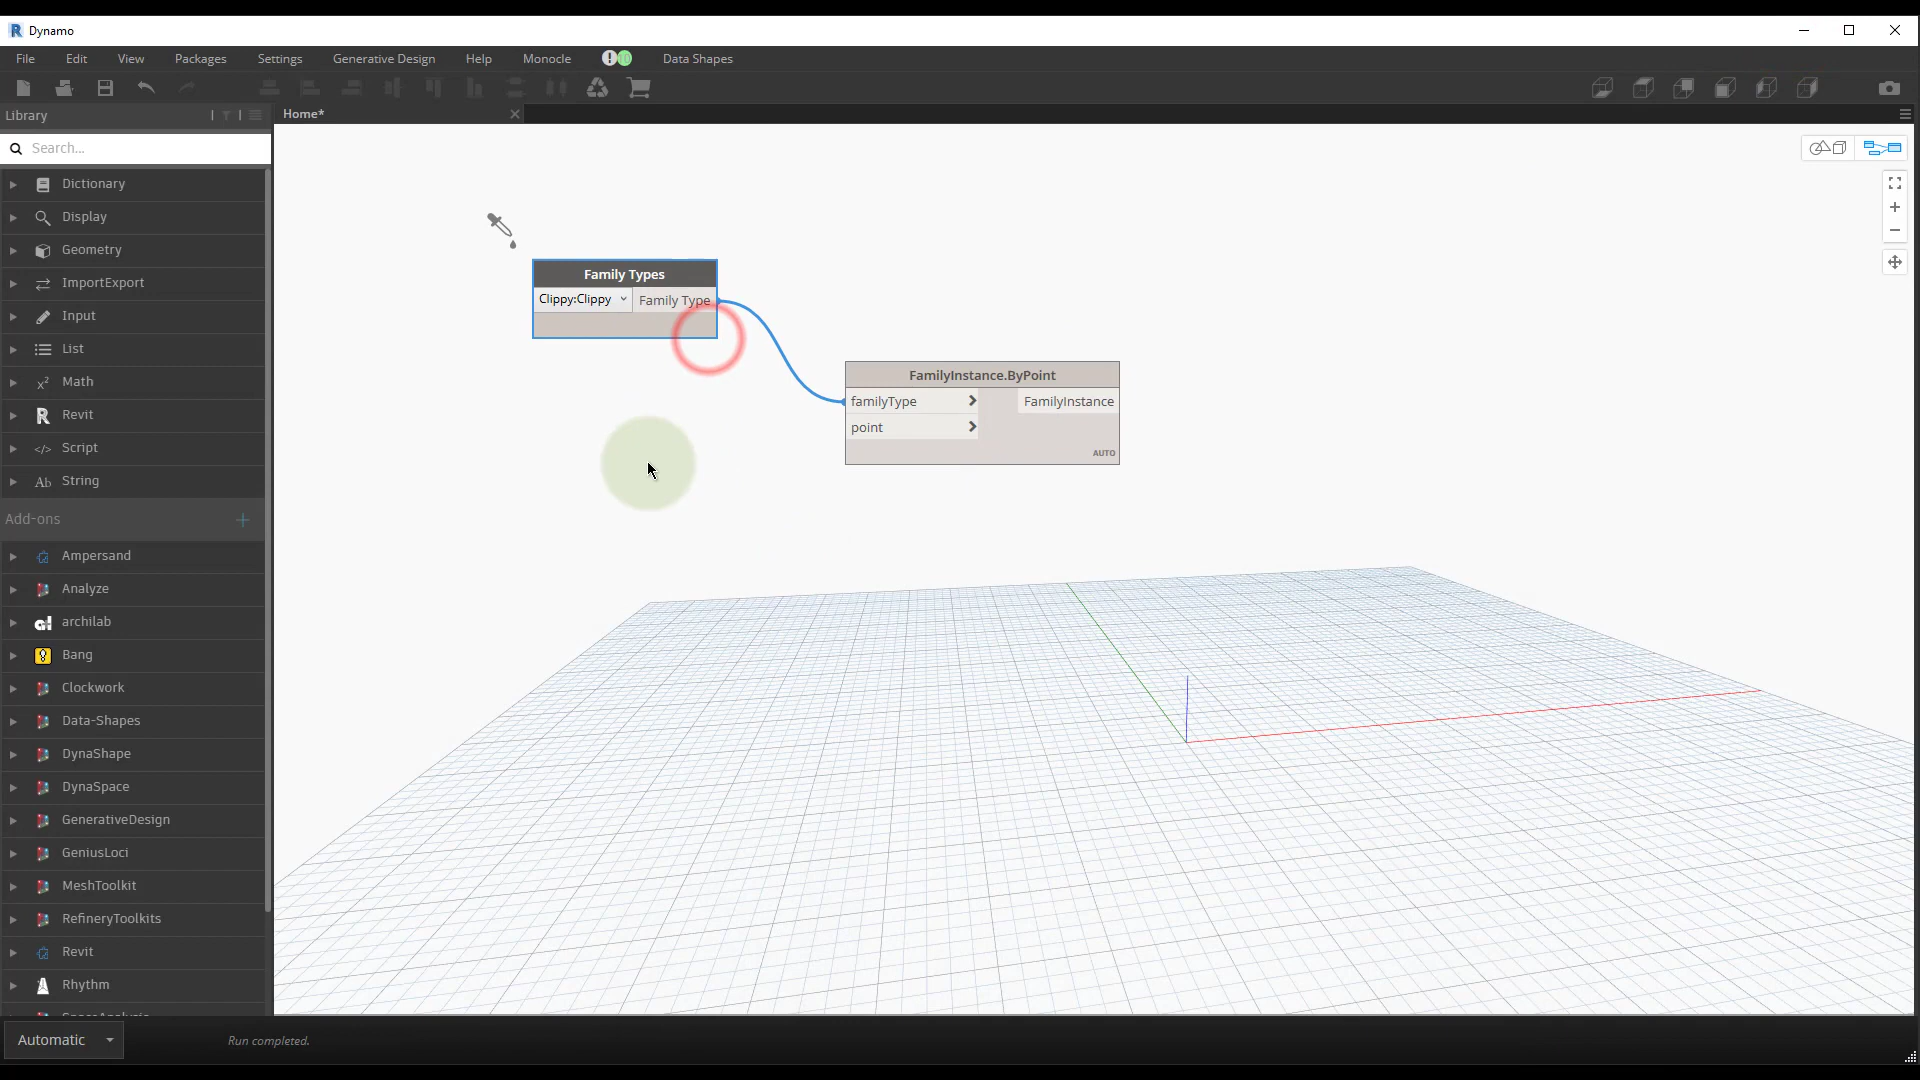 Dynamo
File Edit View Packages Settings Generative Design Help Monocle Data Shapes
Library
Home*
Search...
Dictionary
Display
Geometry
ImportExport
Input
List
Math
Revit
Script
String
Add-ons
Ampersand
Analyze
archilab
Bang
Clockwork
Data-Shapes
DynaShape
DynaSpace
GenerativeDesign
GeniusLoci
MeshToolkit
RefineryToolkits
Revit
Rhythm
Family Types
Clippy:Clippy Family Type
FamilyInstance.ByPoint
familyType > FamilyInstance
point >
AUTO
Automatic
Run completed.